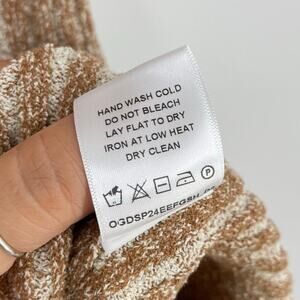 HAND WASH COLD
DO NOT BLEACH
LAY FLAT TO DRY
IRON AT LOW HEAT
DRY CLEAN
P